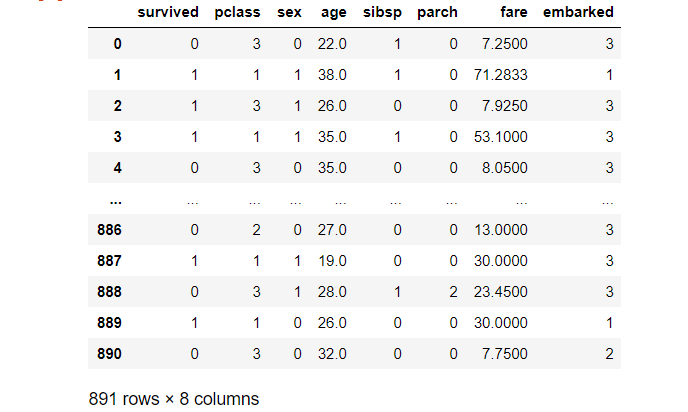 survived pclass sex age sibsp parch fare embarked
0 0 3 0 22.0 1 0 7.2500 3
1 1 1 1 38.0 1 0 71.2833 1
2 1 3 1 26.0 0 0 7.9250 3
3 1 1 1 35.0 1 0 53.1000 3
4 0 3 0 35.0 0 0 8.0500 3
... ... ... ... ... ... ... ... ...
886 0 2 0 27.0 0 0 13.0000 3
887 1 1 1 19.0 0 0 30.0000 3
888 0 3 1 28.0 1 2 23.4500 3
889 1 1 0 26.0 0 0 30.0000 1
890 0 3 0 32.0 0 0 7.7500 2
891 rows × 8 columns